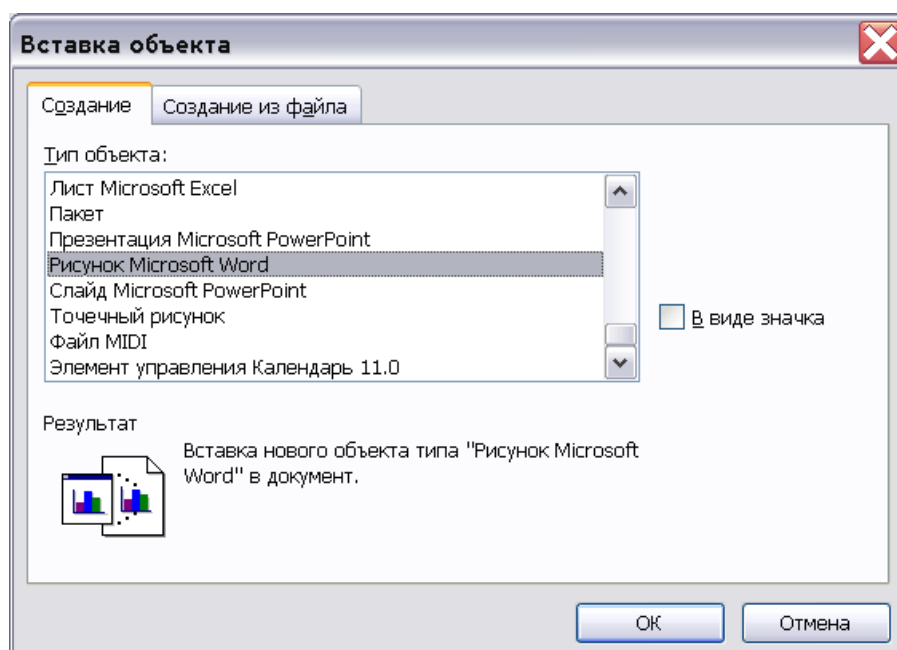 Вставка объекта
Создание
Создание из файла
Тип объекта:
Лист Microsoft Excel
Пакет
Презентация Microsoft PowerPoint
Рисунок Microsoft Word
Слайд Microsoft PowerPoint
Точечный рисунок
Файл MIDI
Элемент управления Календарь 11.0
В виде значка
Результат
Вставка нового объекта типа "Рисунок Microsoft
Word" в документ.
ОК
Отмена